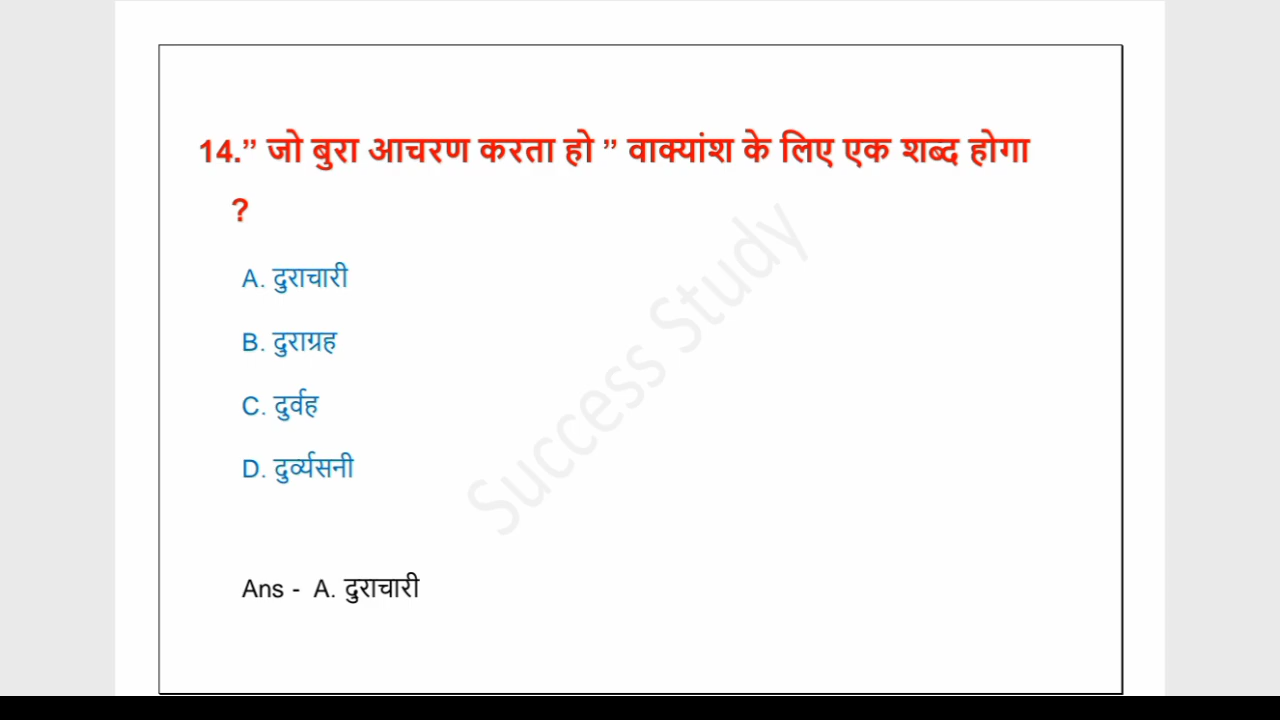 14.” जो बुरा आचरण करता हो ” वाक्यांश के लिए एक शब्द होगा
?
A. दुराचारी
B. दुराग्रह
C. दुर्वह
D. दुर्व्यसनी
Success Study
Ans - A. दुराचारी